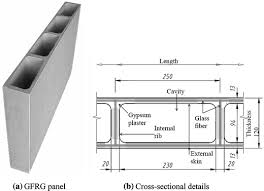 Length
250
Cavity
13
Gypsum
plaster
Glass
fiber
Internal
rib
94
Thickness
120
External
skin
13
20
230
20
(a) GFRG panel
(b) Cross-sectional details